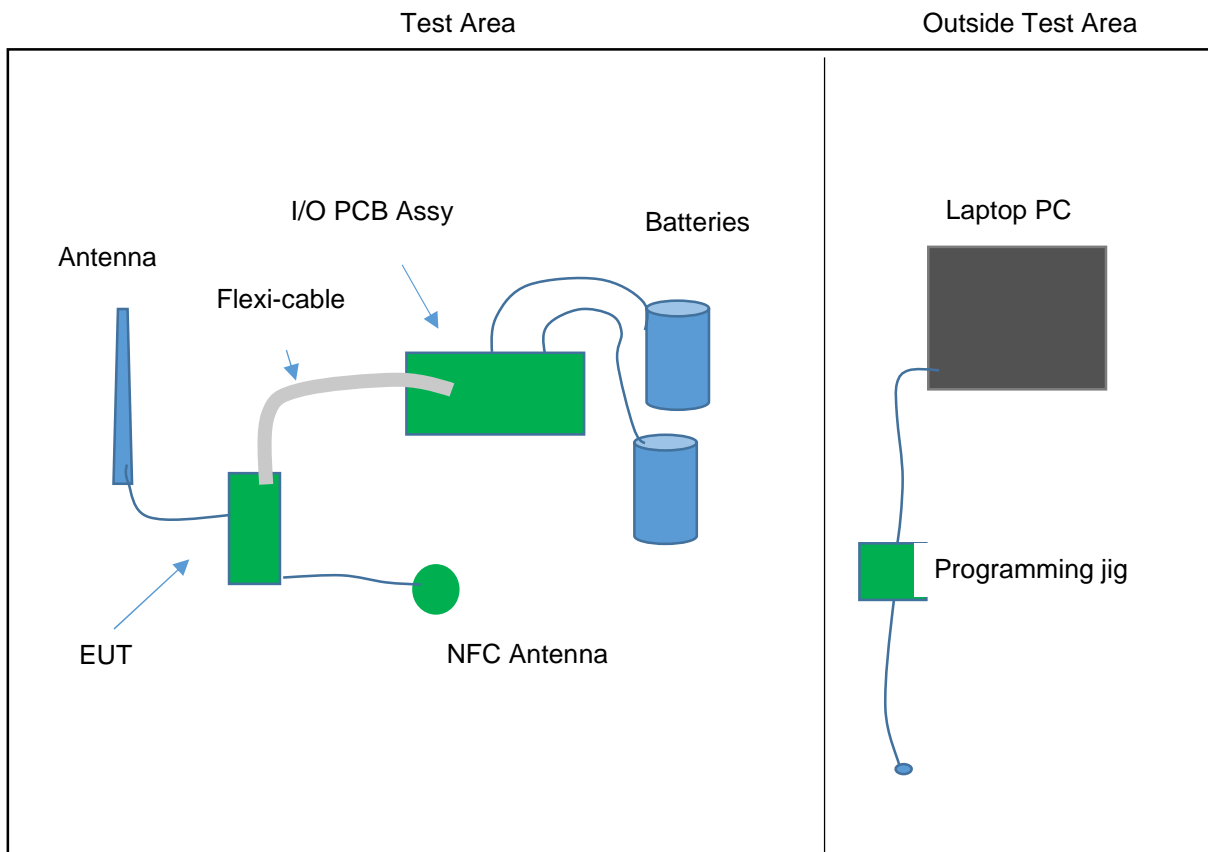 Test Area
Outside Test Area
I/O PCB Assy
Batteries
Laptop PC
Antenna
Flexi-cable
Programming jig
EUT
NFC Antenna